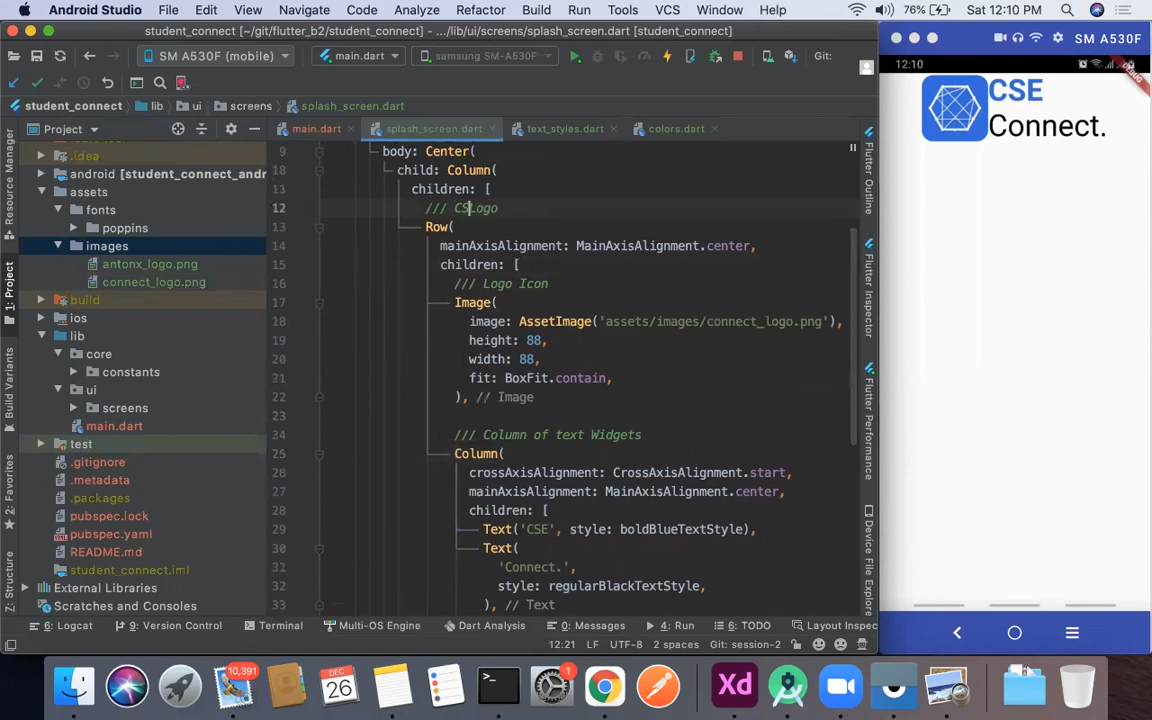 Android Studio File Edit View Navigate Code Analyze Refactor Build Run Tools VCS Window Help 76% Sat 12:10 PM
student_connect [~/git/flutter_b2/student_connect] - .../lib/ui/screens/splash_screen.dart [student_connect]
SM A530F
SM A530F (mobile) main.dart samsung SM-A530F Git:
12:10
DEBUG
student_connect lib ui screens splash_screen.dart
Project main.dart splash_screen.dart text_styles.dart colors.dart
CSE
Connect.
.idea
android [student_connect_andr
assets
fonts
poppins
images
antonx_logo.png
connect_logo.png
build
ios
lib
core
constants
ui
screens
main.dart
test
.gitignore
.metadata
.packages
pubspec.lock
pubspec.yaml
README.md
student_connect.iml
External Libraries
Scratches and Consoles
9 body: Center(
10 child: Column(
11 children: [
12 /// CSLogo
13 Row(
14 mainAxisAlignment: MainAxisAlignment.center,
15 children: [
16 /// Logo Icon
17 Image(
18 image: AssetImage('assets/images/connect_logo.png'),
19 height: 88,
20 width: 88,
21 fit: BoxFit.contain,
22 ), // Image
23
24 /// Column of text Widgets
25 Column(
26 crossAxisAlignment: CrossAxisAlignment.start,
27 mainAxisAlignment: MainAxisAlignment.center,
28 children: [
29 Text('CSE', style: boldBlueTextStyle),
30 Text(
31 'Connect.',
32 style: regularBlackTextStyle,
33 ), // Text
Resource Manager
1: Project
Build Variants
2: Favorites
7: Structure
Flutter Outline
Flutter Inspector
Flutter Performance
Device File Explorer
6: Logcat 9: Version Control Terminal Multi-OS Engine Dart Analysis 0: Messages 4: Run 6: TODO Layout Inspec
12:21 LF UTF-8 2 spaces Git: session-2
10,391
DEC
26
1
Xd